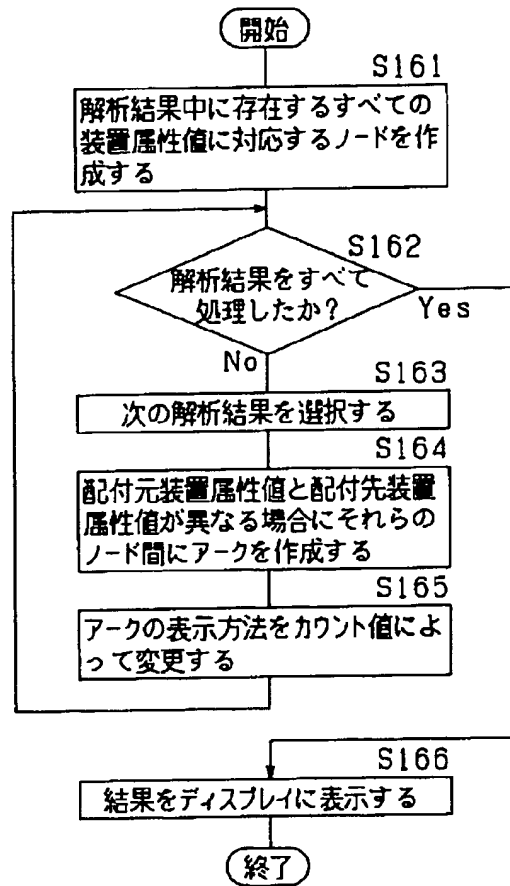 開始
S161
解析結果中に存在するすべての
装置属性値に対応するノードを作
成する
S162
解析結果をすべて
処理したか?
Yes
No
S163
次の解析結果を選択する
S164
配付元装置属性値と配付先装置
属性値が異なる場合にそれらの
ノード間にアークを作成する
S165
アークの表示方法をカウント値によ
って変更する
S166
結果をディスプレイに表示する
終了